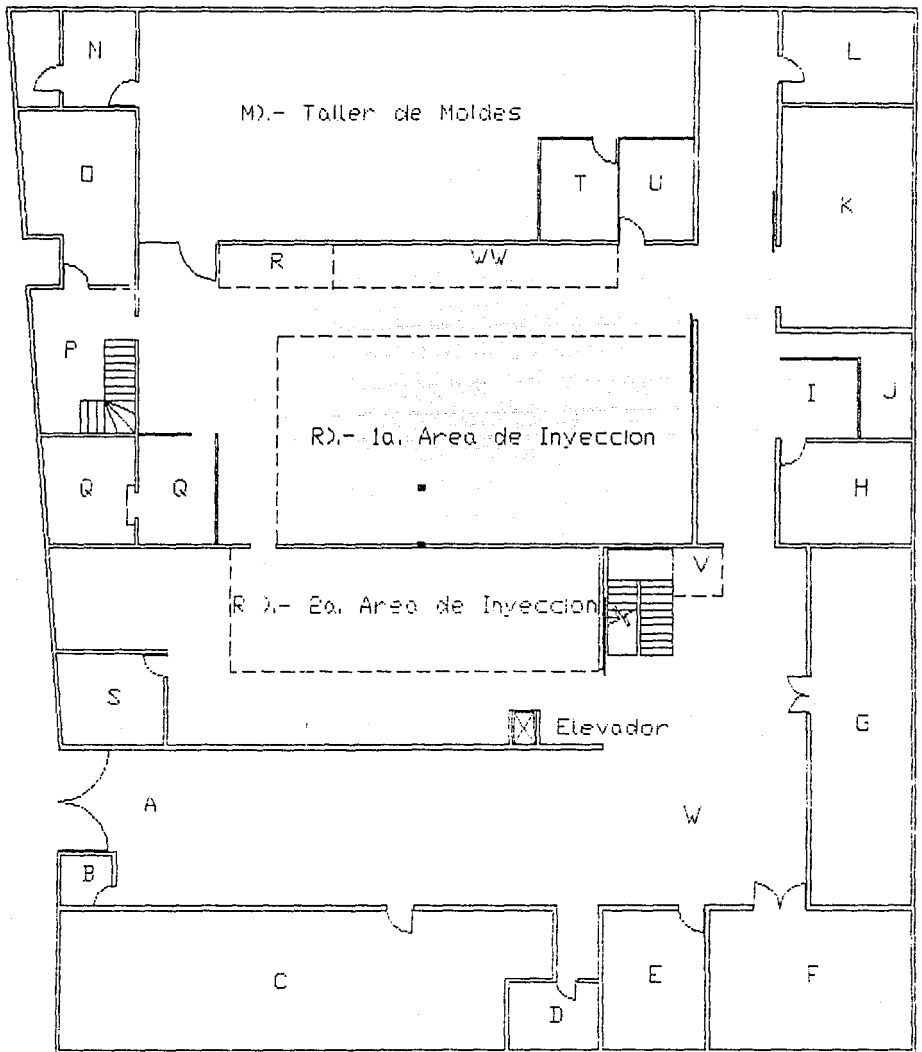 N
L
M).- Taller de Moldes
O
T
U
K
R
WW
P
I
J
R).- 1a. Area de Inyeccion
Q
Q
H
V
R ).- 2a. Area de Inyeccion
S
G
X
Elevador
A
W
B
C
D
E
F